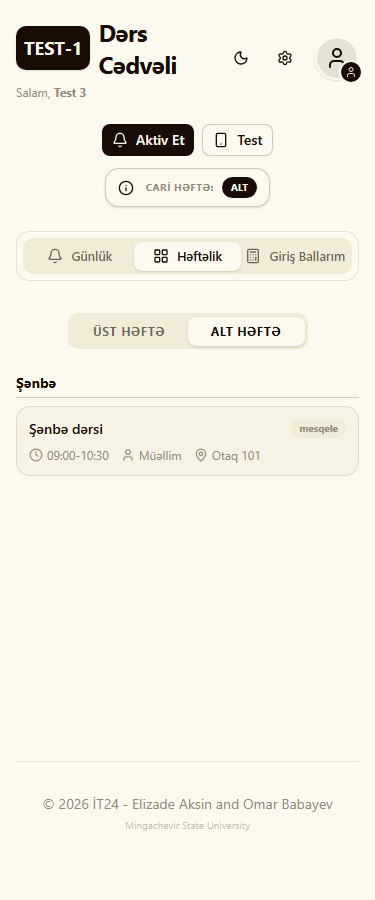 TEST-1
Dərs
Cədvəli
Salam, Test 3
Aktiv Et
Test
CARİ HƏFTƏ: ALT
Günlük
Həftəlik
Giriş Ballarım
ÜST HƏFTƏ
ALT HƏFTƏ
Şənbə
Şənbə dərsi
mesqele
09:00-10:30
Müəllim
Otaq 101
© 2026 İT24 - Elizade Aksin and Omar Babayev
Mingachevir State University